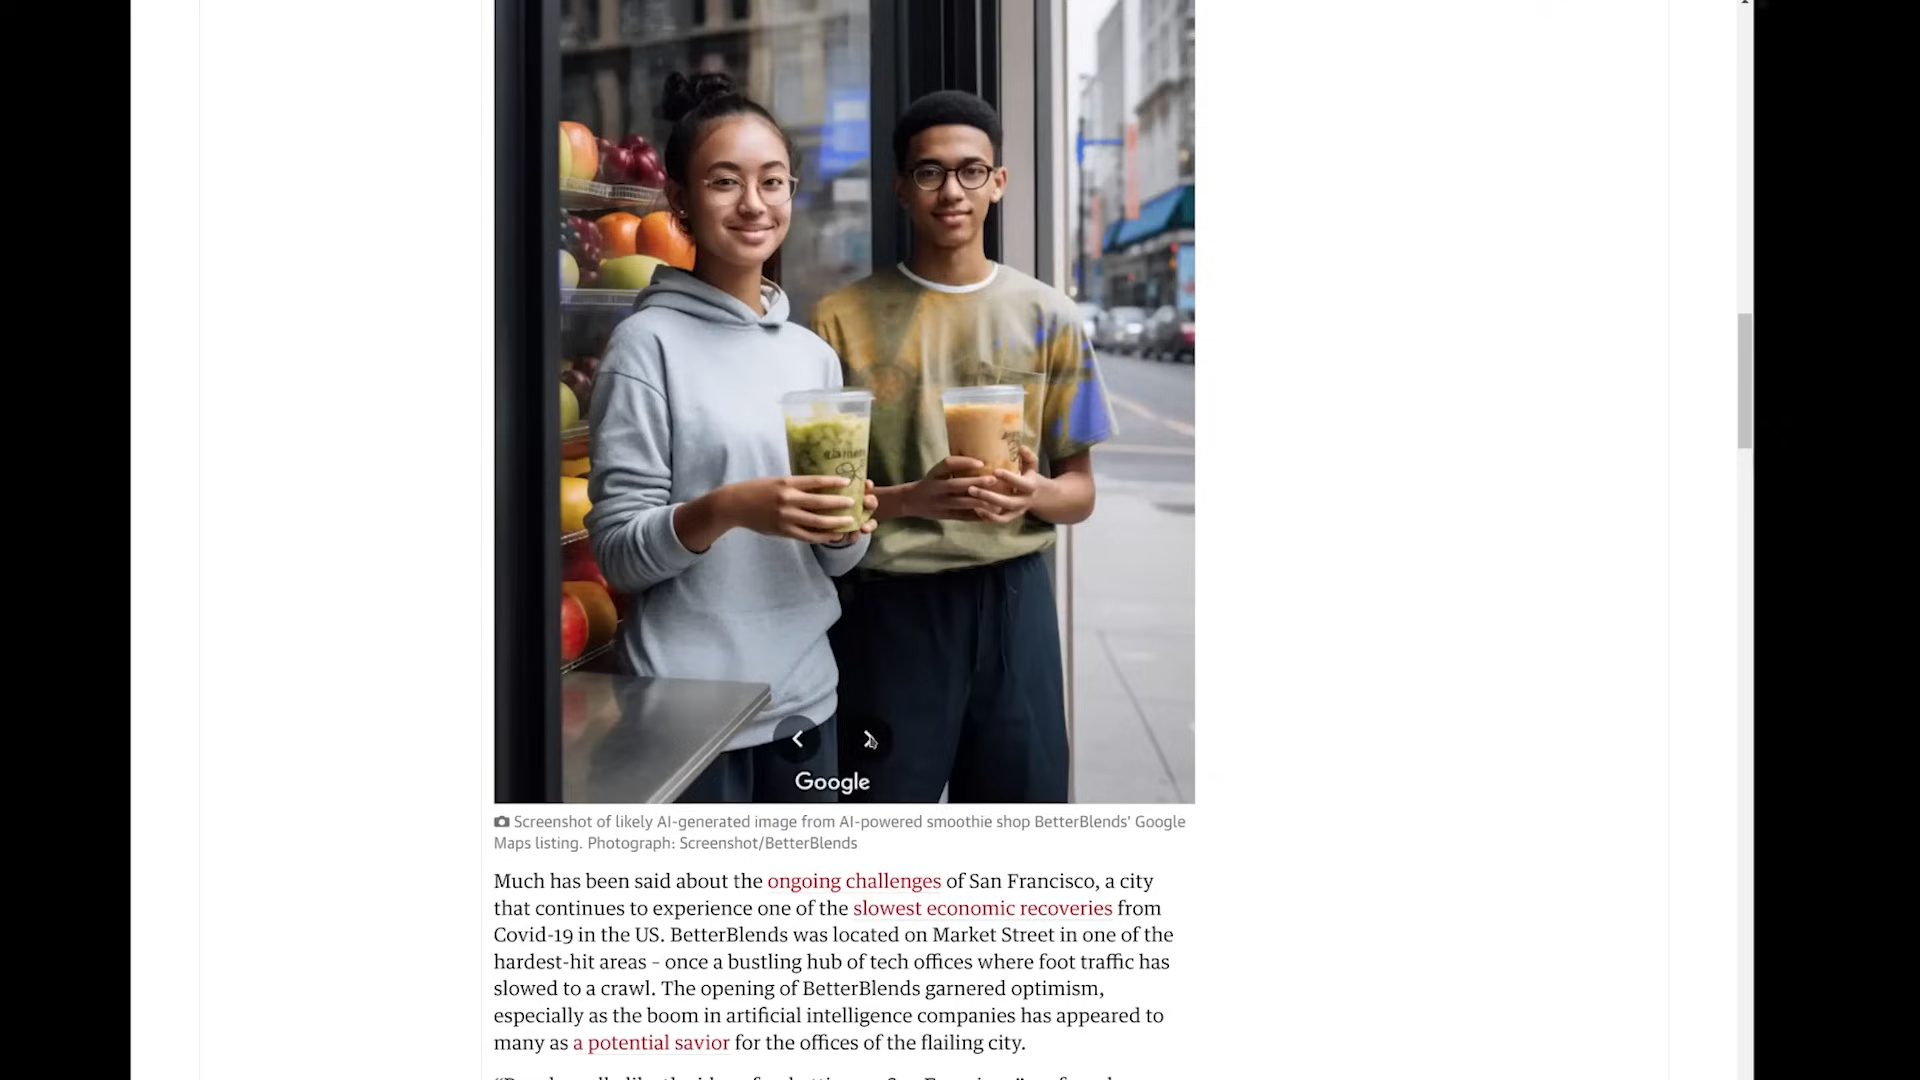 Google
Screenshot of likely AI-generated image from AI-powered smoothie shop BetterBlends' Google
Maps listing. Photograph: Screenshot/BetterBlends
Much has been said about the ongoing challenges of San Francisco, a city
that continues to experience one of the slowest economic recoveries from
Covid-19 in the US. BetterBlends was located on Market Street in one of the
hardest-hit areas – once a bustling hub of tech offices where foot traffic has
slowed to a crawl. The opening of BetterBlends garnered optimism,
especially as the boom in artificial intelligence companies has appeared to
many as a potential savior for the offices of the flailing city.